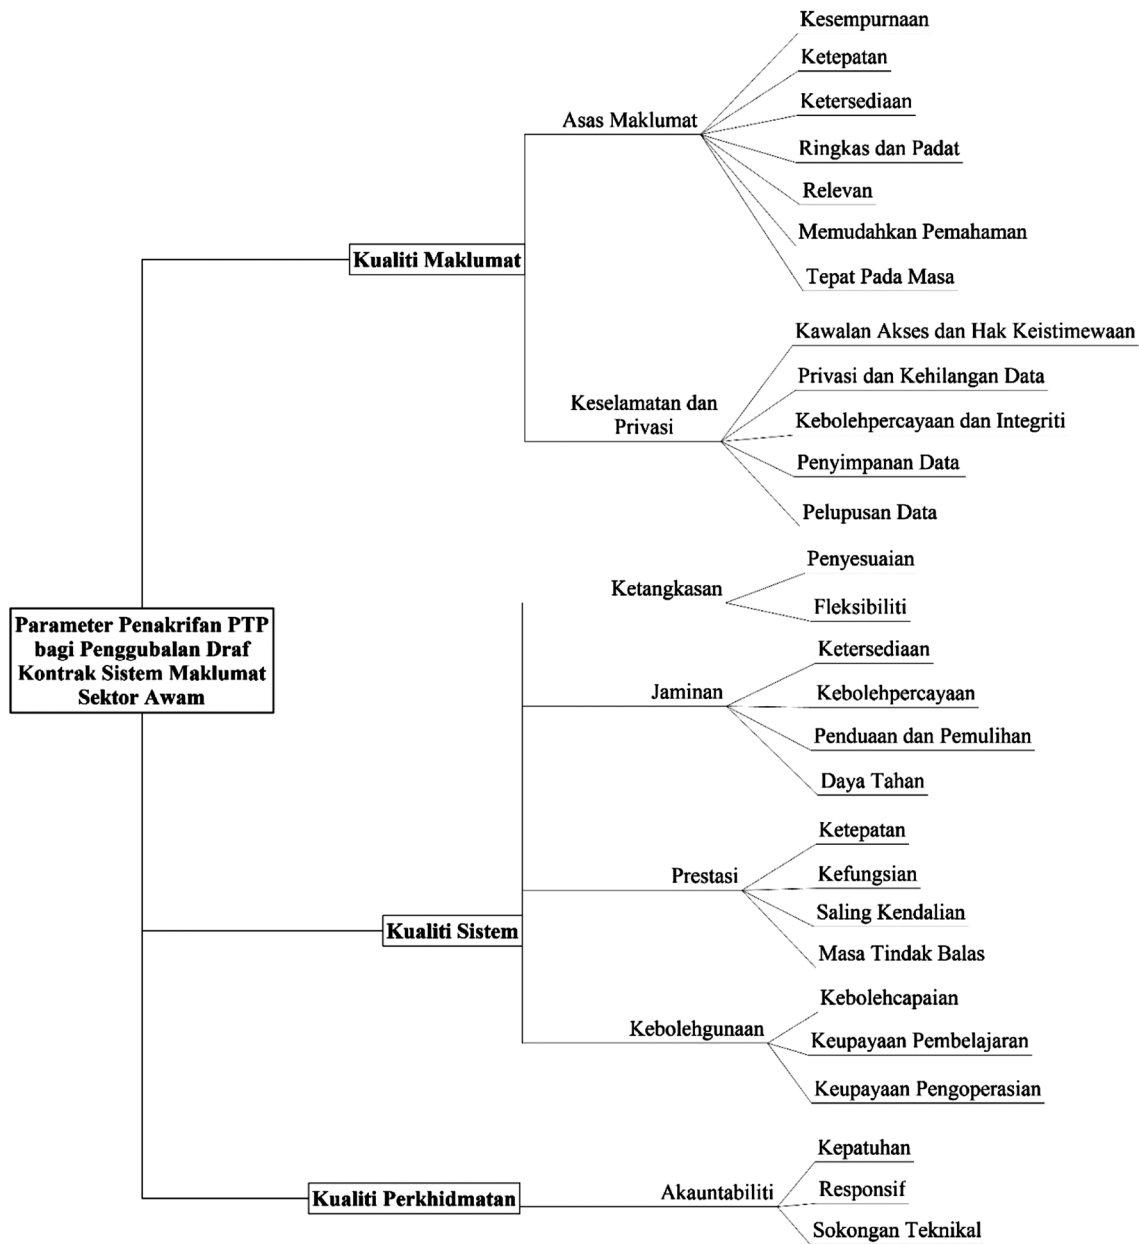 Parameter Penakrifan PTP
bagi Penggubalan Draf
Kontrak Sistem Maklumat
Sektor Awam
Kualiti Maklumat
Asas Maklumat
Kesempurnaan
Ketepatan
Ketersediaan
Ringkas dan Padat
Relevan
Memudahkan Pemahaman
Tepat Pada Masa
Keselamatan dan
Privasi
Kawalan Akses dan Hak Keistimewaan
Privasi dan Kehilangan Data
Kebolehpercayaan dan Integriti
Penyimpanan Data
Pelupusan Data
Kualiti Sistem
Ketangkasan
Penyesuaian
Fleksibiliti
Jaminan
Ketersediaan
Kebolehpercayaan
Penduaan dan Pemulihan
Daya Tahan
Prestasi
Ketepatan
Kefungsian
Saling Kendalian
Masa Tindak Balas
Kebolehgunaan
Kebolehcapaian
Keupayaan Pembelajaran
Keupayaan Pengoperasian
Kualiti Perkhidmatan
Akauntabiliti
Kepatuhan
Responsif
Sokongan Teknikal